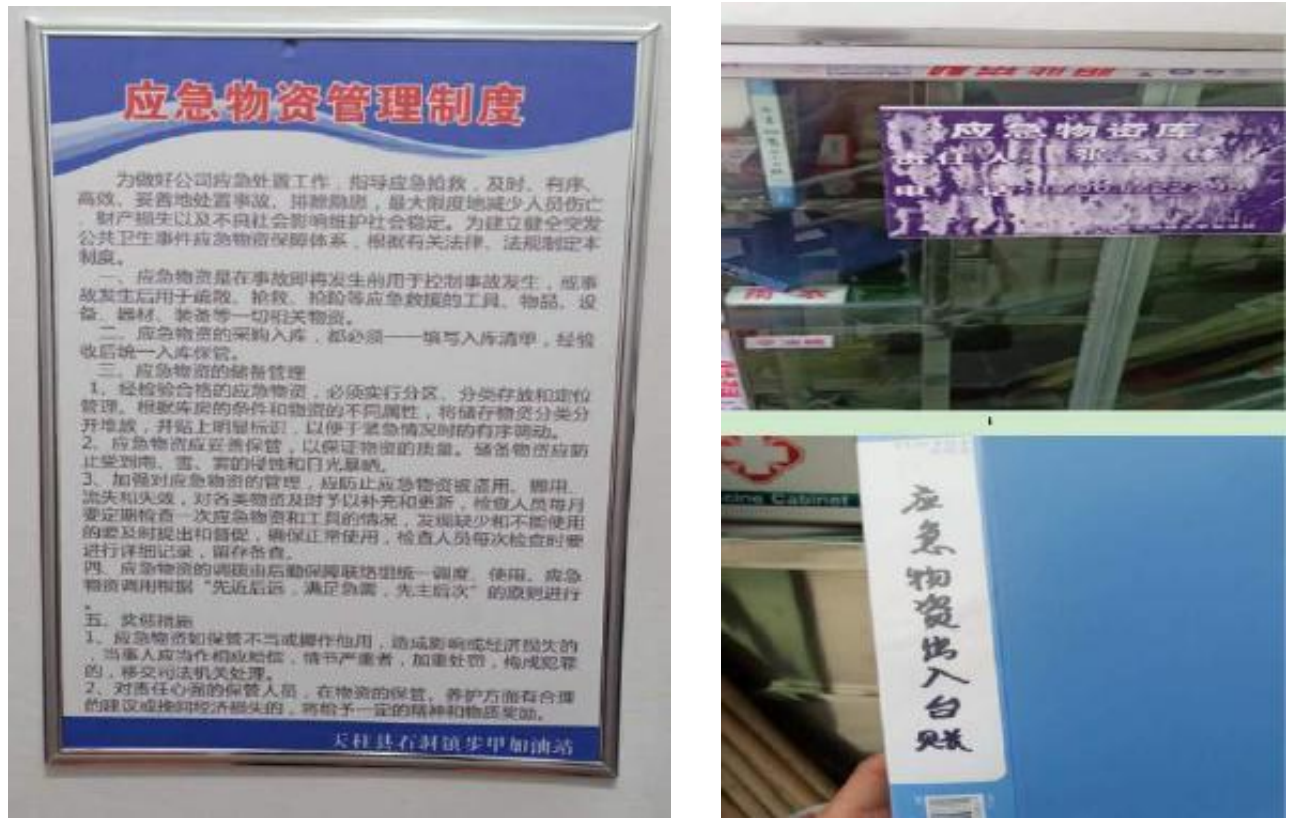 应急物资管理制度
为做好公司应急处置工作，指导应急抢救，及时、有序、
高效、妥善地处置事故，排除隐患，最大限度地减少人员伤亡
、财产损失以及不良社会影响维护社会稳定。为建立健全突发
公共卫生事件应急物资保障体系，根据有关法律、法规制定本
制度。
一、应急物资是在事故即将发生前用于控制事故发生，或事
故发生后用于疏散、抢救、抢险等应急救援的工具、物品、设
备、器材、装备等一切相关物资。
二、应急物资的采购入库，都必须一一填写入库清单，经验
收后统一入库保管。
三、应急物资的储备管理
1、经检验合格的应急物资，必须实行分区、分类存放和定位
管理。根据库房的条件和物资的不同属性，将储存物资分类分
开堆放，并贴上明显标识，以便于紧急情况时的有序调动。
2、应急物资应妥善保管，以保证物资的质量。储备物资应防
止受到雨、雪、雾的侵蚀和日光暴晒。
3、加强对应急物资的管理，应防止应急物资被盗用、挪用、
流失和失效，对各类物资及时予以补充和更新，检查人员每月
要定期检查一次应急物资和工具的情况，发现缺少和不能使用
的要及时提出和督促，确保正常使用，检查人员每次检查时要
进行详细记录，留存备查。
四、应急物资的调拨由后勤保障联络组统一调度、使用。应急
物资调用根据“先近后远，满足急需，先主后次”的原则进行
。
五、奖惩措施
1、应急物资如保管不当或挪作他用，造成影响或经济损失的
，当事人应当作相应赔偿，情节严重者，加重处罚，构成犯罪
的，移交司法机关处理。
2、对责任心强的保管人员，在物资的保管、养护方面有合理
的建议或挽回经济损失的，将给予一定的精神和物质奖励。
天柱县石洞镇步甲加油站
应急物资库
责任人
电
cine Cabinet
应急物资出入台账